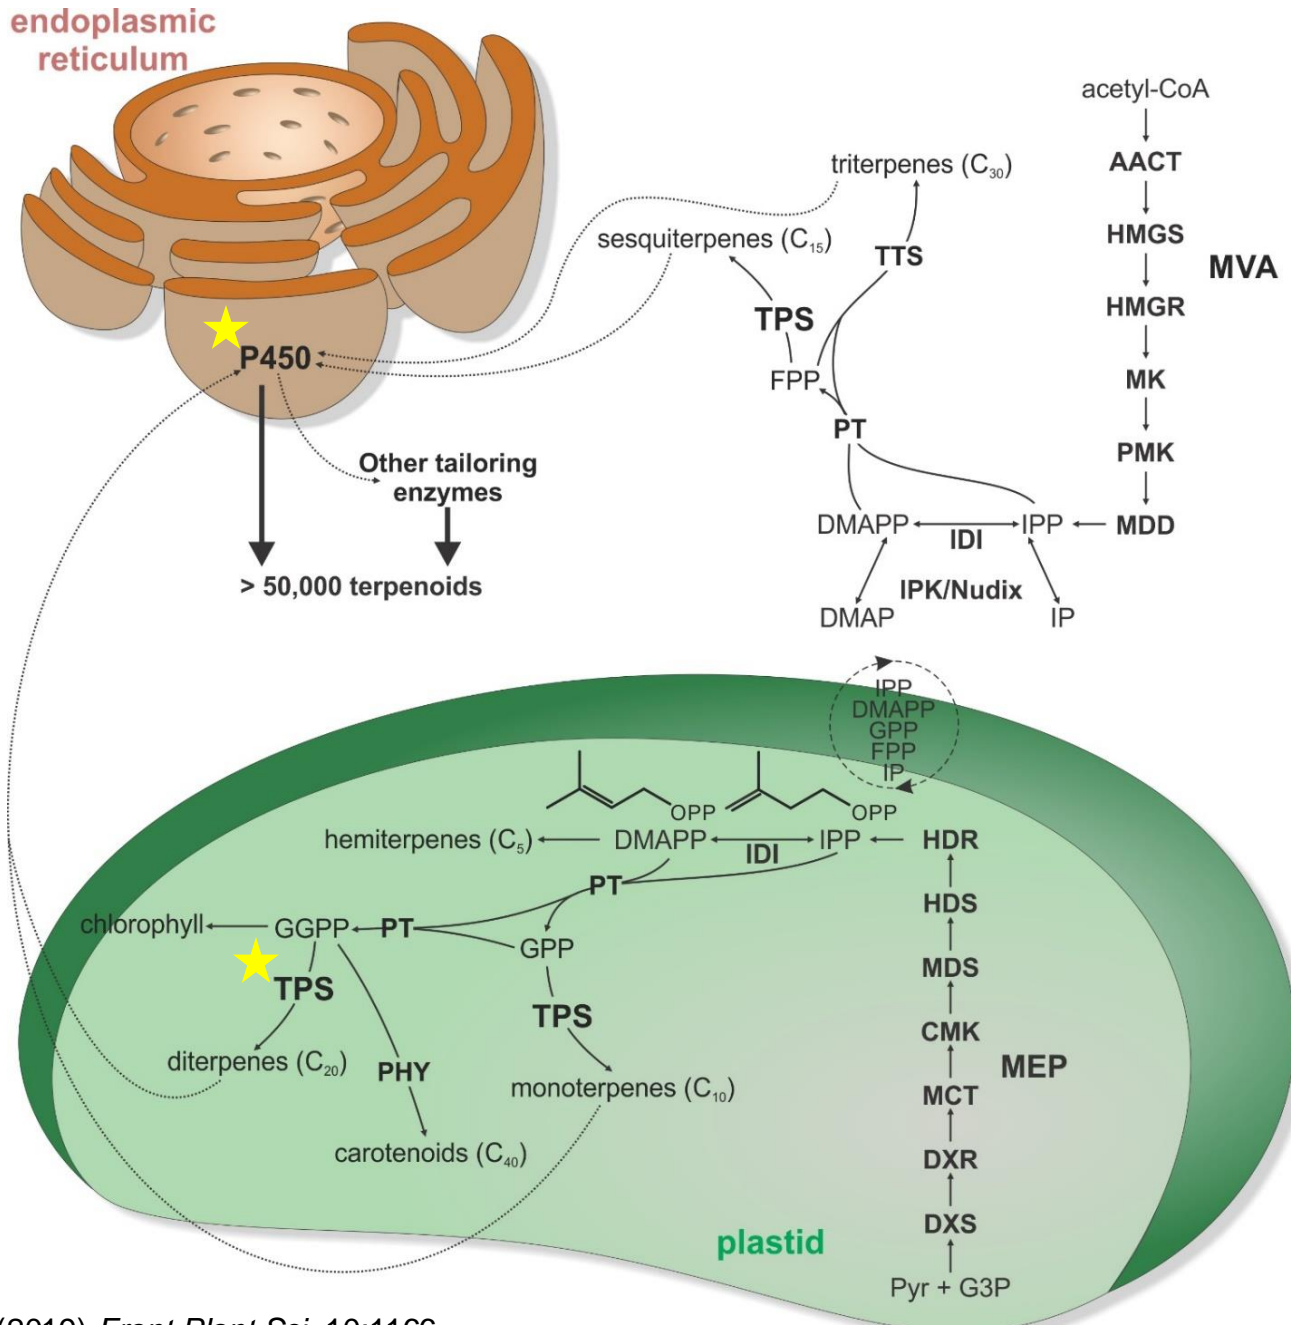 endoplasmic
reticulum
acetyl-CoA
AACT
HMGS
MVA
HMGR
MK
PMK
MDD
triterpenes (C30)
sesquiterpenes (C15)
TTS
TPS
FPP
PT
DMAPP
IDI
IPP
IPK/Nudix
DMAP
IP
P450
Other tailoring
enzymes
> 50,000 terpenoids
IPP
DMAPP
GPP
FPP
IP
OPP
OPP
hemiterpenes (C5)
DMAPP
IDI
IPP
HDR
PT
HDS
chlorophyll
GGPP
PT
GPP
MDS
TPS
TPS
CMK
MEP
diterpenes (C20)
PHY
monoterpenes (C10)
MCT
carotenoids (C40)
DXR
DXS
plastid
Pyr + G3P